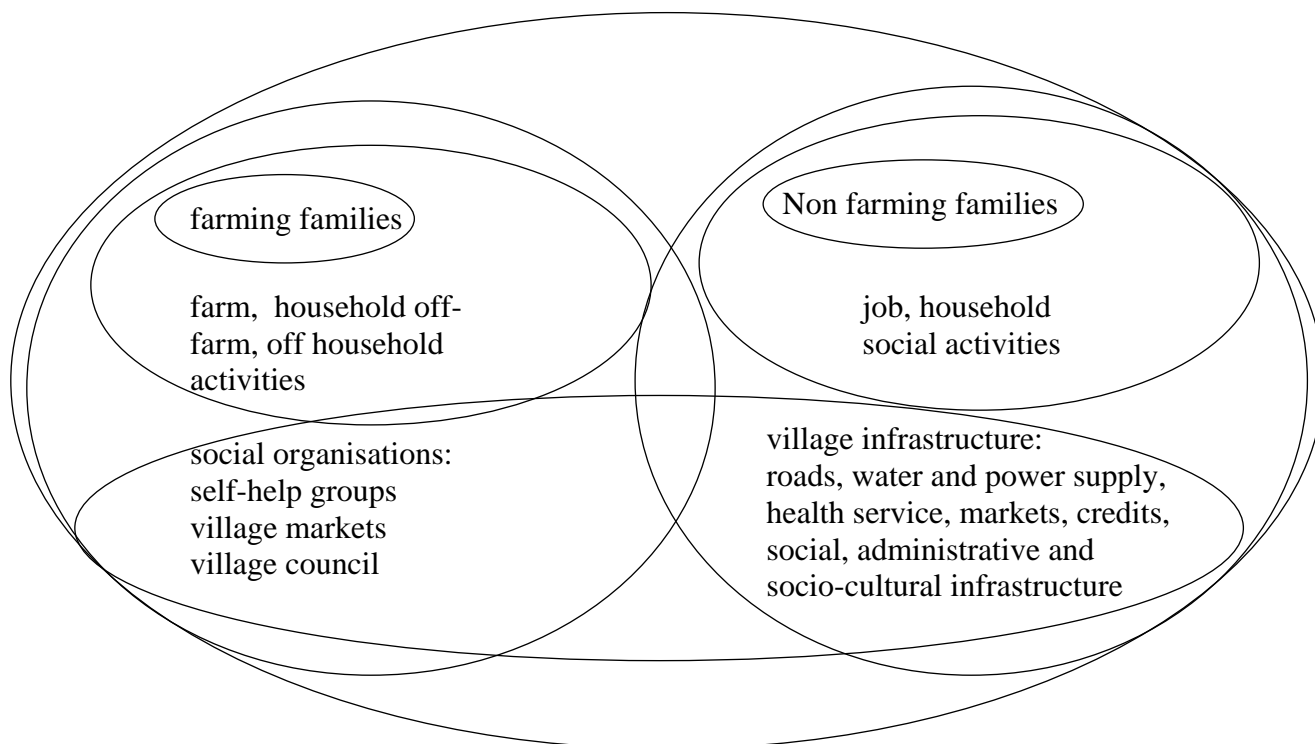 farming families
Non farming families
farm, household off-
farm, off household
activities
job, household
social activities
social organisations:
self-help groups
village markets
village council
village infrastructure:
roads, water and power supply,
health service, markets, credits,
social, administrative and
socio-cultural infrastructure